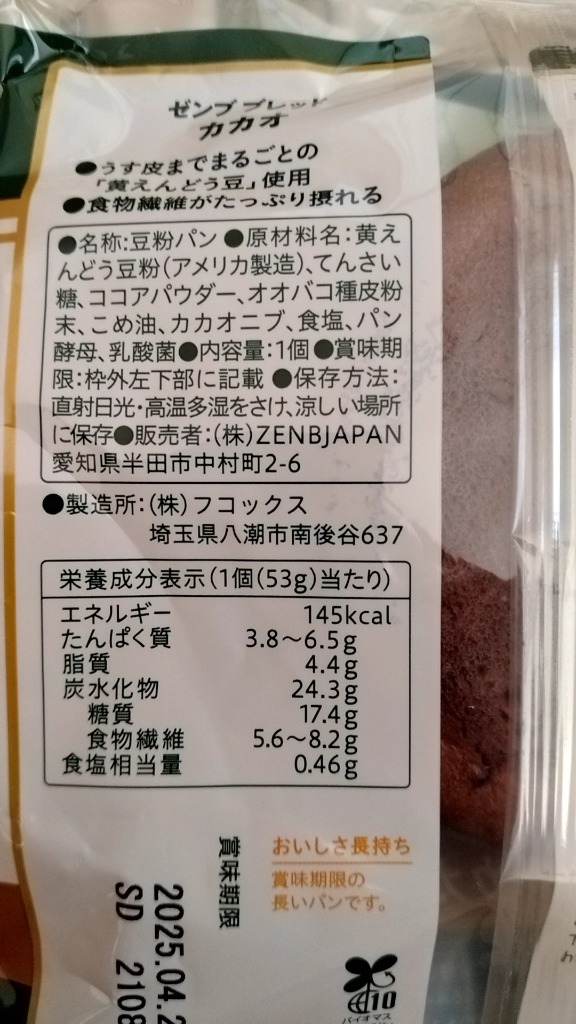 ゼンブ ブレッド
カカオ
●うす皮までまるごとの
「黄えんどう豆」使用
●食物繊維がたっぷり摂れる
●名称:豆粉パン ●原材料名:黄え
んどう豆粉(アメリカ製造)、てんさい
糖、ココアパウダー、オオバコ種皮粉
末、こめ油、カカオニブ、食塩、パン
酵母、乳酸菌●内容量:1個 ●賞味期
限:枠外左下部に記載 ●保存方法:
直射日光・高温多湿をさけ、涼しい場所
に保存●販売者:(株)ZENBJAPAN
愛知県半田市中村町2-6
●製造所:(株)フコックス
埼玉県八潮市南後谷637
栄養成分表示(1個(53g)当たり)
エネルギー 145kcal
たんぱく質 3.8~6.5g
脂質 4.4g
炭水化物 24.3g
糖質 17.4g
食物繊維 5.6~8.2g
食塩相当量 0.46g
おいしさ長持ち
賞味期限の
長いパンです。
賞味期限
2025.04.2
SD 2108
10
バイオマス